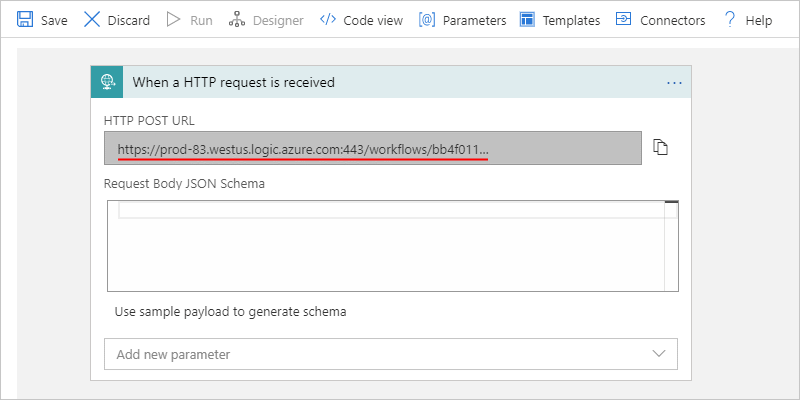 Save Discard Run Designer Code view Parameters Templates Connectors Help
When a HTTP request is received
HTTP POST URL
https://prod-83.westus.logic.azure.com:443/workflows/bb4f011...
Request Body JSON Schema
Use sample payload to generate schema
Add new parameter